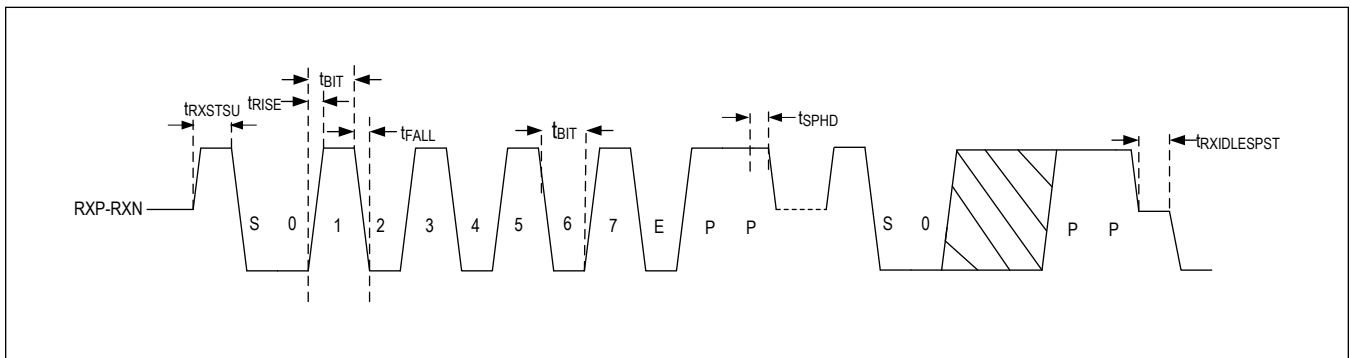 tBIT
tRXSTSU
tRISE
tFALL
tBIT
tSPHD
tRXIDLESPST
RXP-RXN
S 0 1 2 3 4 5 6 7 E P P S 0 P P